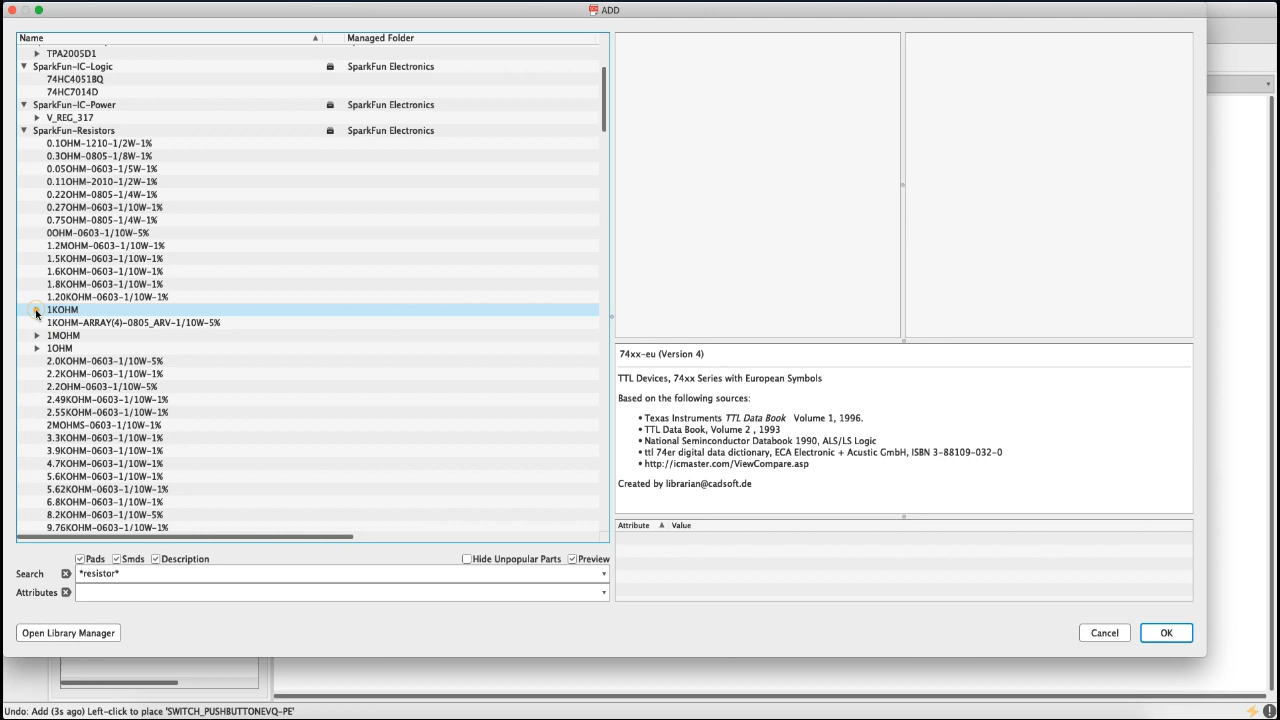 ADD
Name
Managed Folder
TPA2005D1
SparkFun-IC-Logic
SparkFun Electronics
74HC4051BQ
74HC7014D
SparkFun-IC-Power
SparkFun Electronics
V_REG_317
SparkFun-Resistors
SparkFun Electronics
0.1OHM-1210-1/2W-1%
0.3OHM-0805-1/8W-1%
0.05OHM-0603-1/5W-1%
0.11OHM-2010-1/2W-1%
0.22OHM-0805-1/4W-1%
0.27OHM-0603-1/10W-1%
0.75OHM-0805-1/4W-1%
0OHM-0603-1/10W-5%
1.2MOHM-0603-1/10W-1%
1.5KOHM-0603-1/10W-1%
1.6KOHM-0603-1/10W-1%
1.8KOHM-0603-1/10W-1%
1.20KOHM-0603-1/10W-1%
1KOHM
1KOHM-ARRAY(4)-0805_ARV-1/10W-5%
1MOHM
1OHM
2.0KOHM-0603-1/10W-5%
2.2KOHM-0603-1/10W-1%
2.2OHM-0603-1/10W-5%
2.49KOHM-0603-1/10W-1%
2.55KOHM-0603-1/10W-1%
2MOHMS-0603-1/10W-1%
3.3KOHM-0603-1/10W-1%
3.9KOHM-0603-1/10W-1%
4.7KOHM-0603-1/10W-1%
5.6KOHM-0603-1/10W-1%
5.62KOHM-0603-1/10W-1%
6.8KOHM-0603-1/10W-1%
8.2KOHM-0603-1/10W-5%
9.76KOHM-0603-1/10W-1%
Pads Smds Description Hide Unpopular Parts Preview
Search *resistor*
Attributes
Open Library Manager
74xx-eu (Version 4)
TTL Devices, 74xx Series with European Symbols
Based on the following sources:
• Texas Instruments TTL Data Book Volume 1, 1996.
• TTL Data Book, Volume 2 , 1993
• National Seminconductor Databook 1990, ALS/LS Logic
• ttl 74er digital data dictionary, ECA Electronic + Acustic GmbH, ISBN 3-88109-032-0
• http://icmaster.com/ViewCompare.asp
Created by librarian@cadsoft.de
Attribute Value
Cancel OK
Undo: Add (3s ago) Left-click to place 'SWITCH_PUSHBUTTONEVQ-PE'